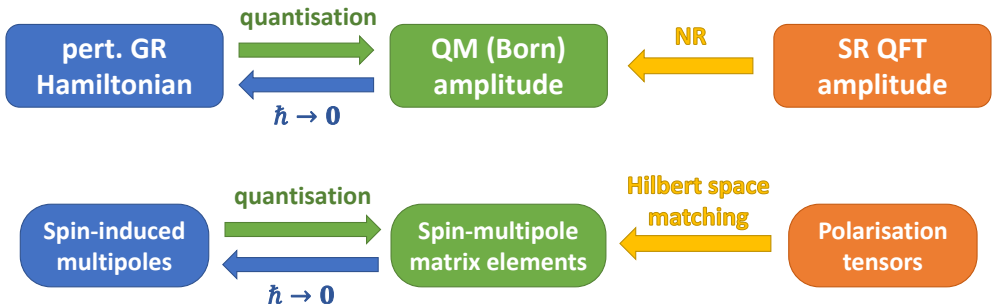 quantisation
pert. GR
Hamiltonian
QM (Born)
amplitude
NR
SR QFT
amplitude
ℏ → 0
quantisation
Hilbert space
matching
Spin-induced
multipoles
Spin-multipole
matrix elements
Polarisation
tensors
ℏ → 0